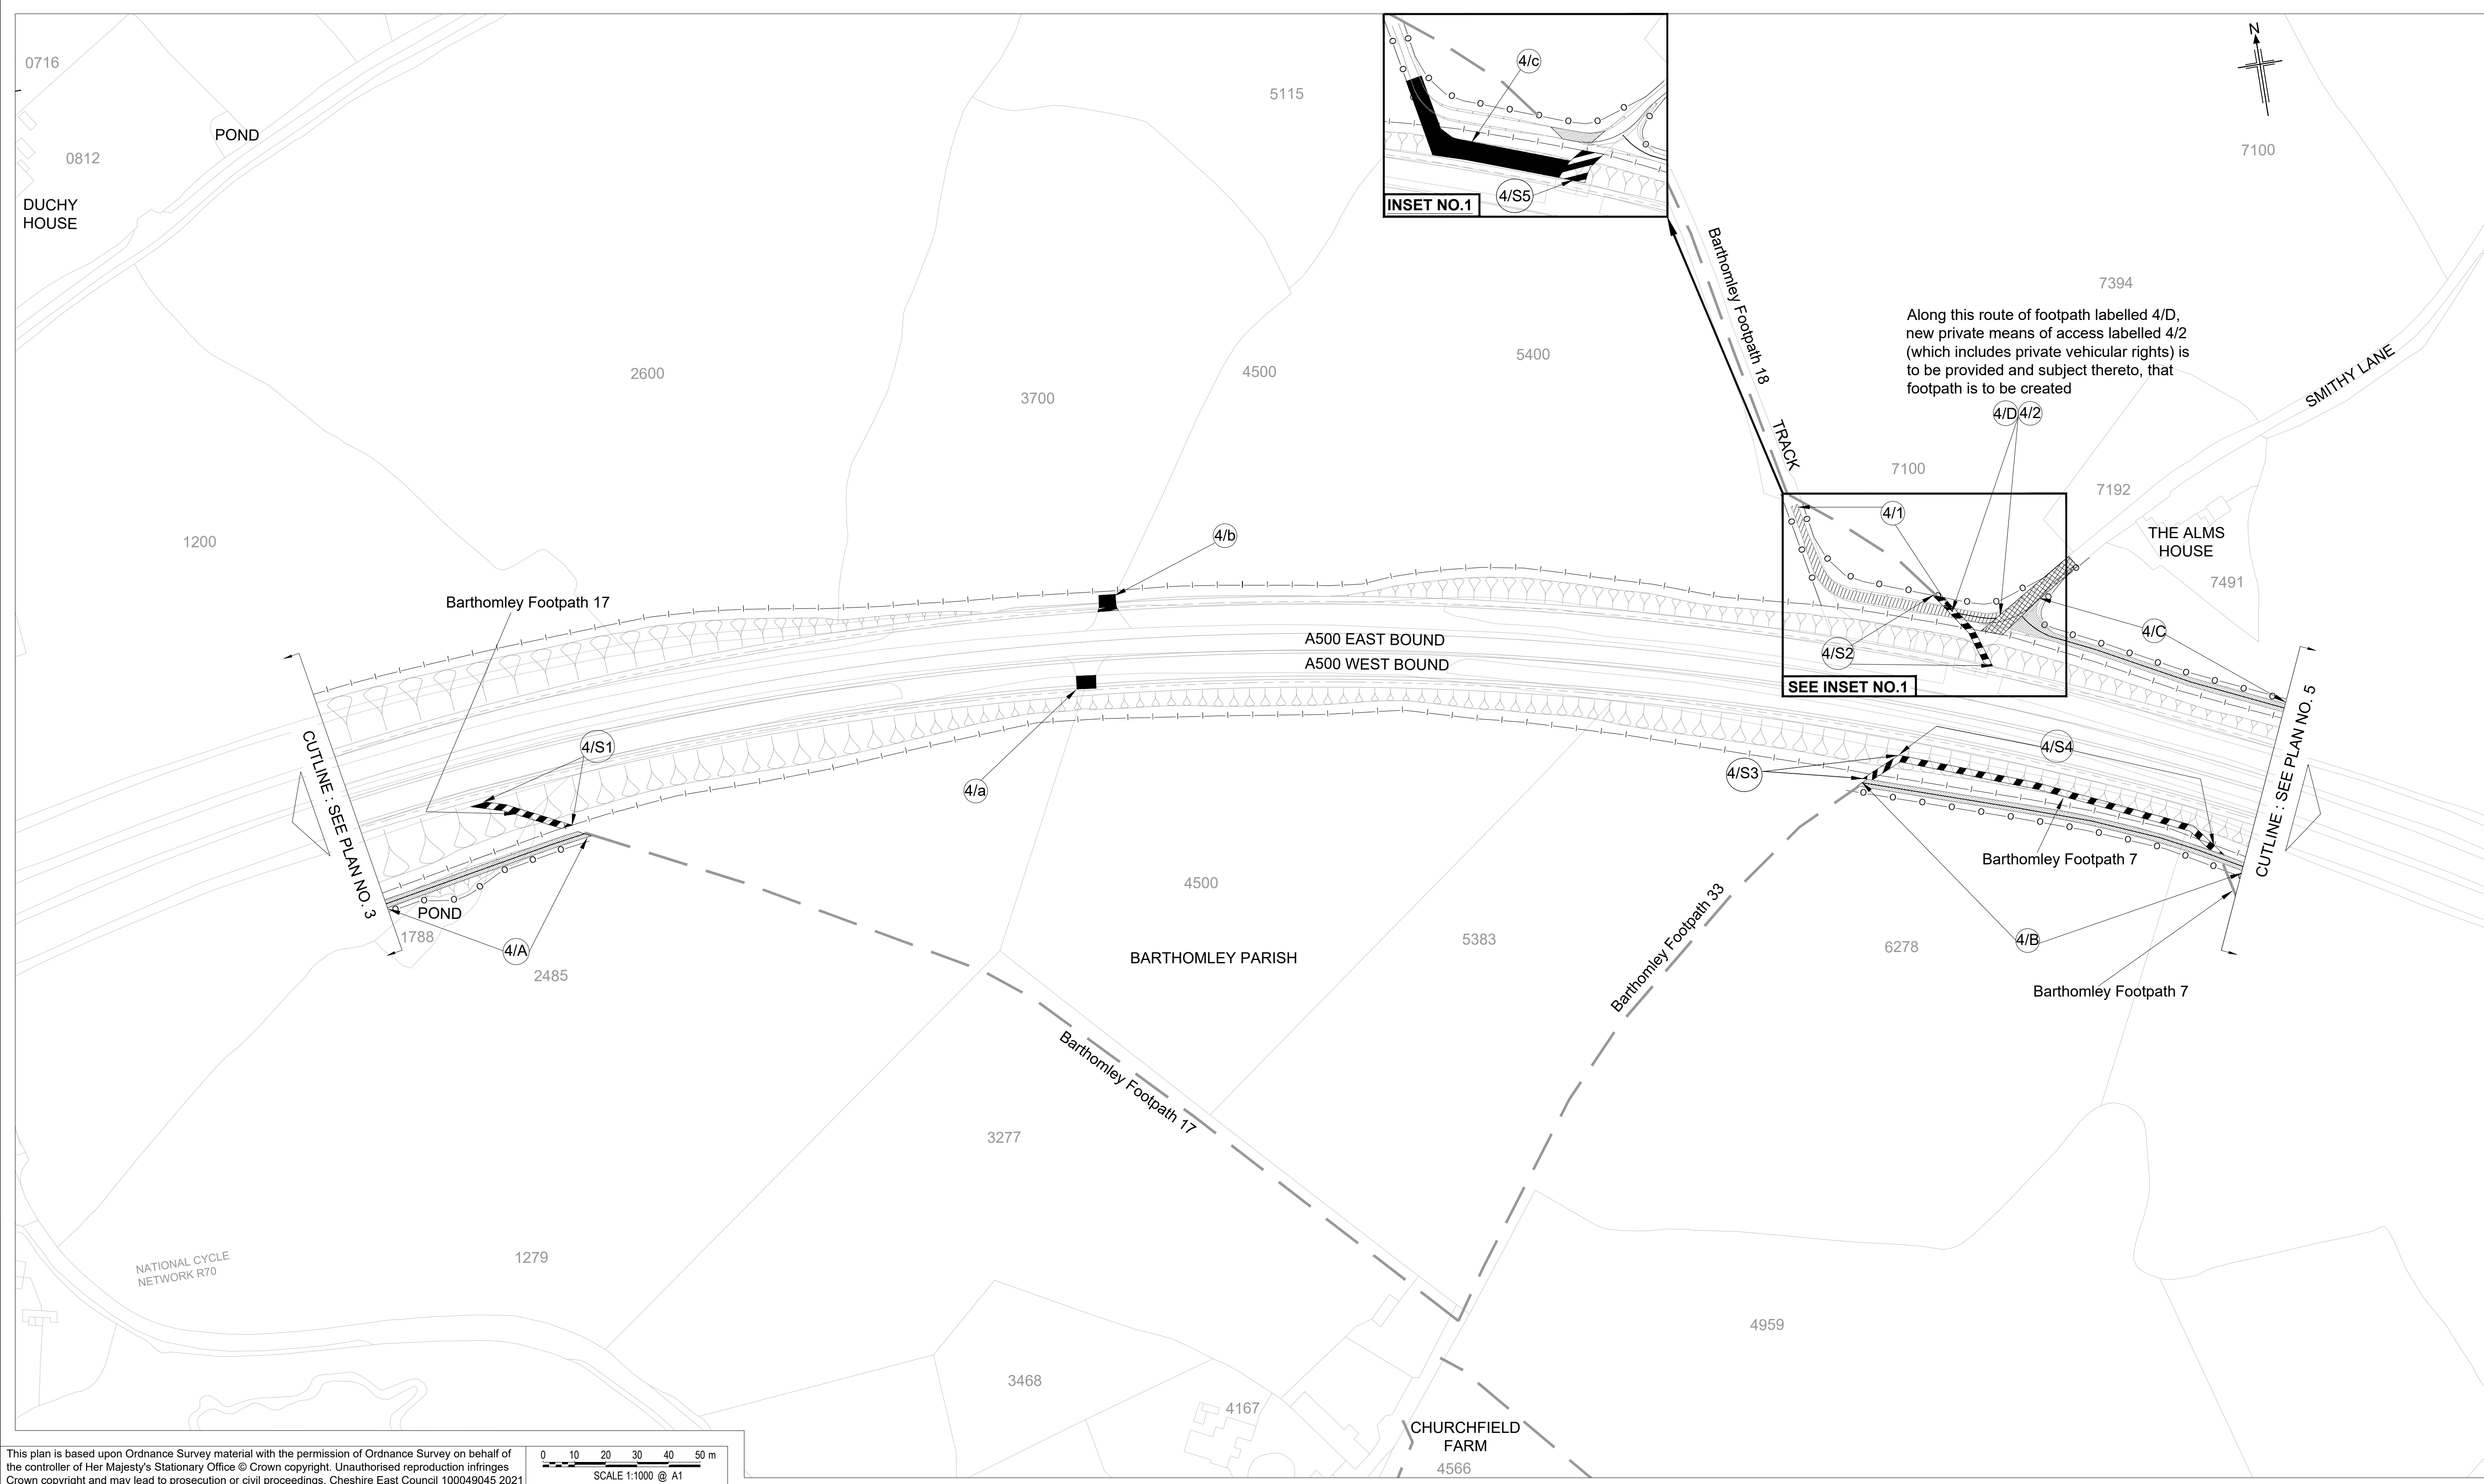 0716
POND
0812
DUCHY
HOUSE
5115
4/c
4/S5
INSET NO.1
N
7100
Barthomley Footpath 18
7394
Along this route of footpath labelled 4/D,
new private means of access labelled 4/2
(which includes private vehicular rights) is
to be provided and subject thereto, that
footpath is to be created
4/D 4/2
SMITHY LANE
2600
3700
4500
5400
TRACK
7100
7192
4/1
THE ALMS
HOUSE
7491
1200
4/b
Barthomley Footpath 17
A500 EAST BOUND
A500 WEST BOUND
4/S2
4/C
SEE INSET NO.1
CUTLINE : SEE PLAN NO. 3
4/S1
4/a
4/S3
4/S4
CUTLINE : SEE PLAN NO. 5
Barthomley Footpath 7
POND
1788
4/A
2485
4500
BARTHOMLEY PARISH
5383
Barthomley Footpath 33
6278
4/B
Barthomley Footpath 7
Barthomley Footpath 17
3277
NATIONAL CYCLE
NETWORK R70
1279
4959
3468
4167
CHURCHFIELD
FARM
4566
This plan is based upon Ordnance Survey material with the permission of Ordnance Survey on behalf of
the controller of Her Majesty's Stationary Office © Crown copyright. Unauthorised reproduction infringes
Crown copyright and may lead to prosecution or civil proceedings. Cheshire East Council 100049045 2021
0 10 20 30 40 50 m
SCALE 1:1000 @ A1